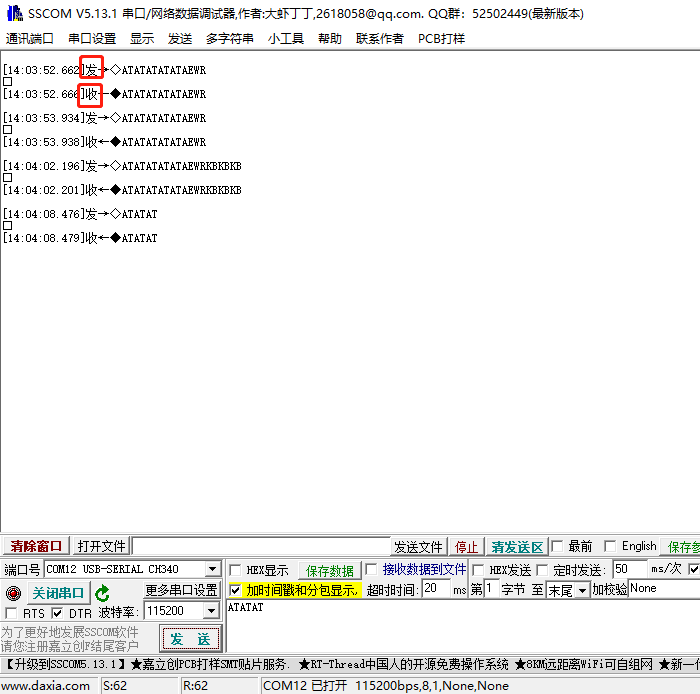 SSCOM V5.13.1 串口/网络数据调试器,作者:大虾丁丁,2618058@qq.com. QQ群: 52502449(最新版本)
通讯端口 串口设置 显示 发送 多字符串 小工具 帮助 联系作者 PCB打样
[14:03:52.662]发→◇ATATATATATAEWR
□
[14:03:52.666]收←◆ATATATATATAEWR
[14:03:53.934]发→◇ATATATATATAEWR
□
[14:03:53.938]收←◆ATATATATATAEWR
[14:04:02.196]发→◇ATATATATATAEWRKBKBKB
□
[14:04:02.201]收←◆ATATATATATAEWRKBKBKB
[14:04:08.476]发→◇ATATAT
□
[14:04:08.479]收←◆ATATAT
清除窗口 打开文件 发送文件 停止 清发送区 最前 English 保存参
端口号 COM12 USB-SERIAL CH340 HEX显示 保存数据 接收数据到文件 HEX发送 定时发送: 50 ms/次
关闭串口 更多串口设置 加时间戳和分包显示, 超时时间: 20 ms 第 1 字节 至 末尾 加校验 None
RTS DTR 波特率: 115200 ATATAT
为了更好地发展SSCOM软件
请您注册嘉立创F结尾客户 发 送
【升级到SSCOM5.13.1】★嘉立创PCB打样SMT贴片服务. ★RT-Thread中国人的开源免费操作系统 ★8KM远距离WiFi可自组网 ★新一
www.daxia.com S:62 R:62 COM12 已打开 115200bps,8,1,None,None